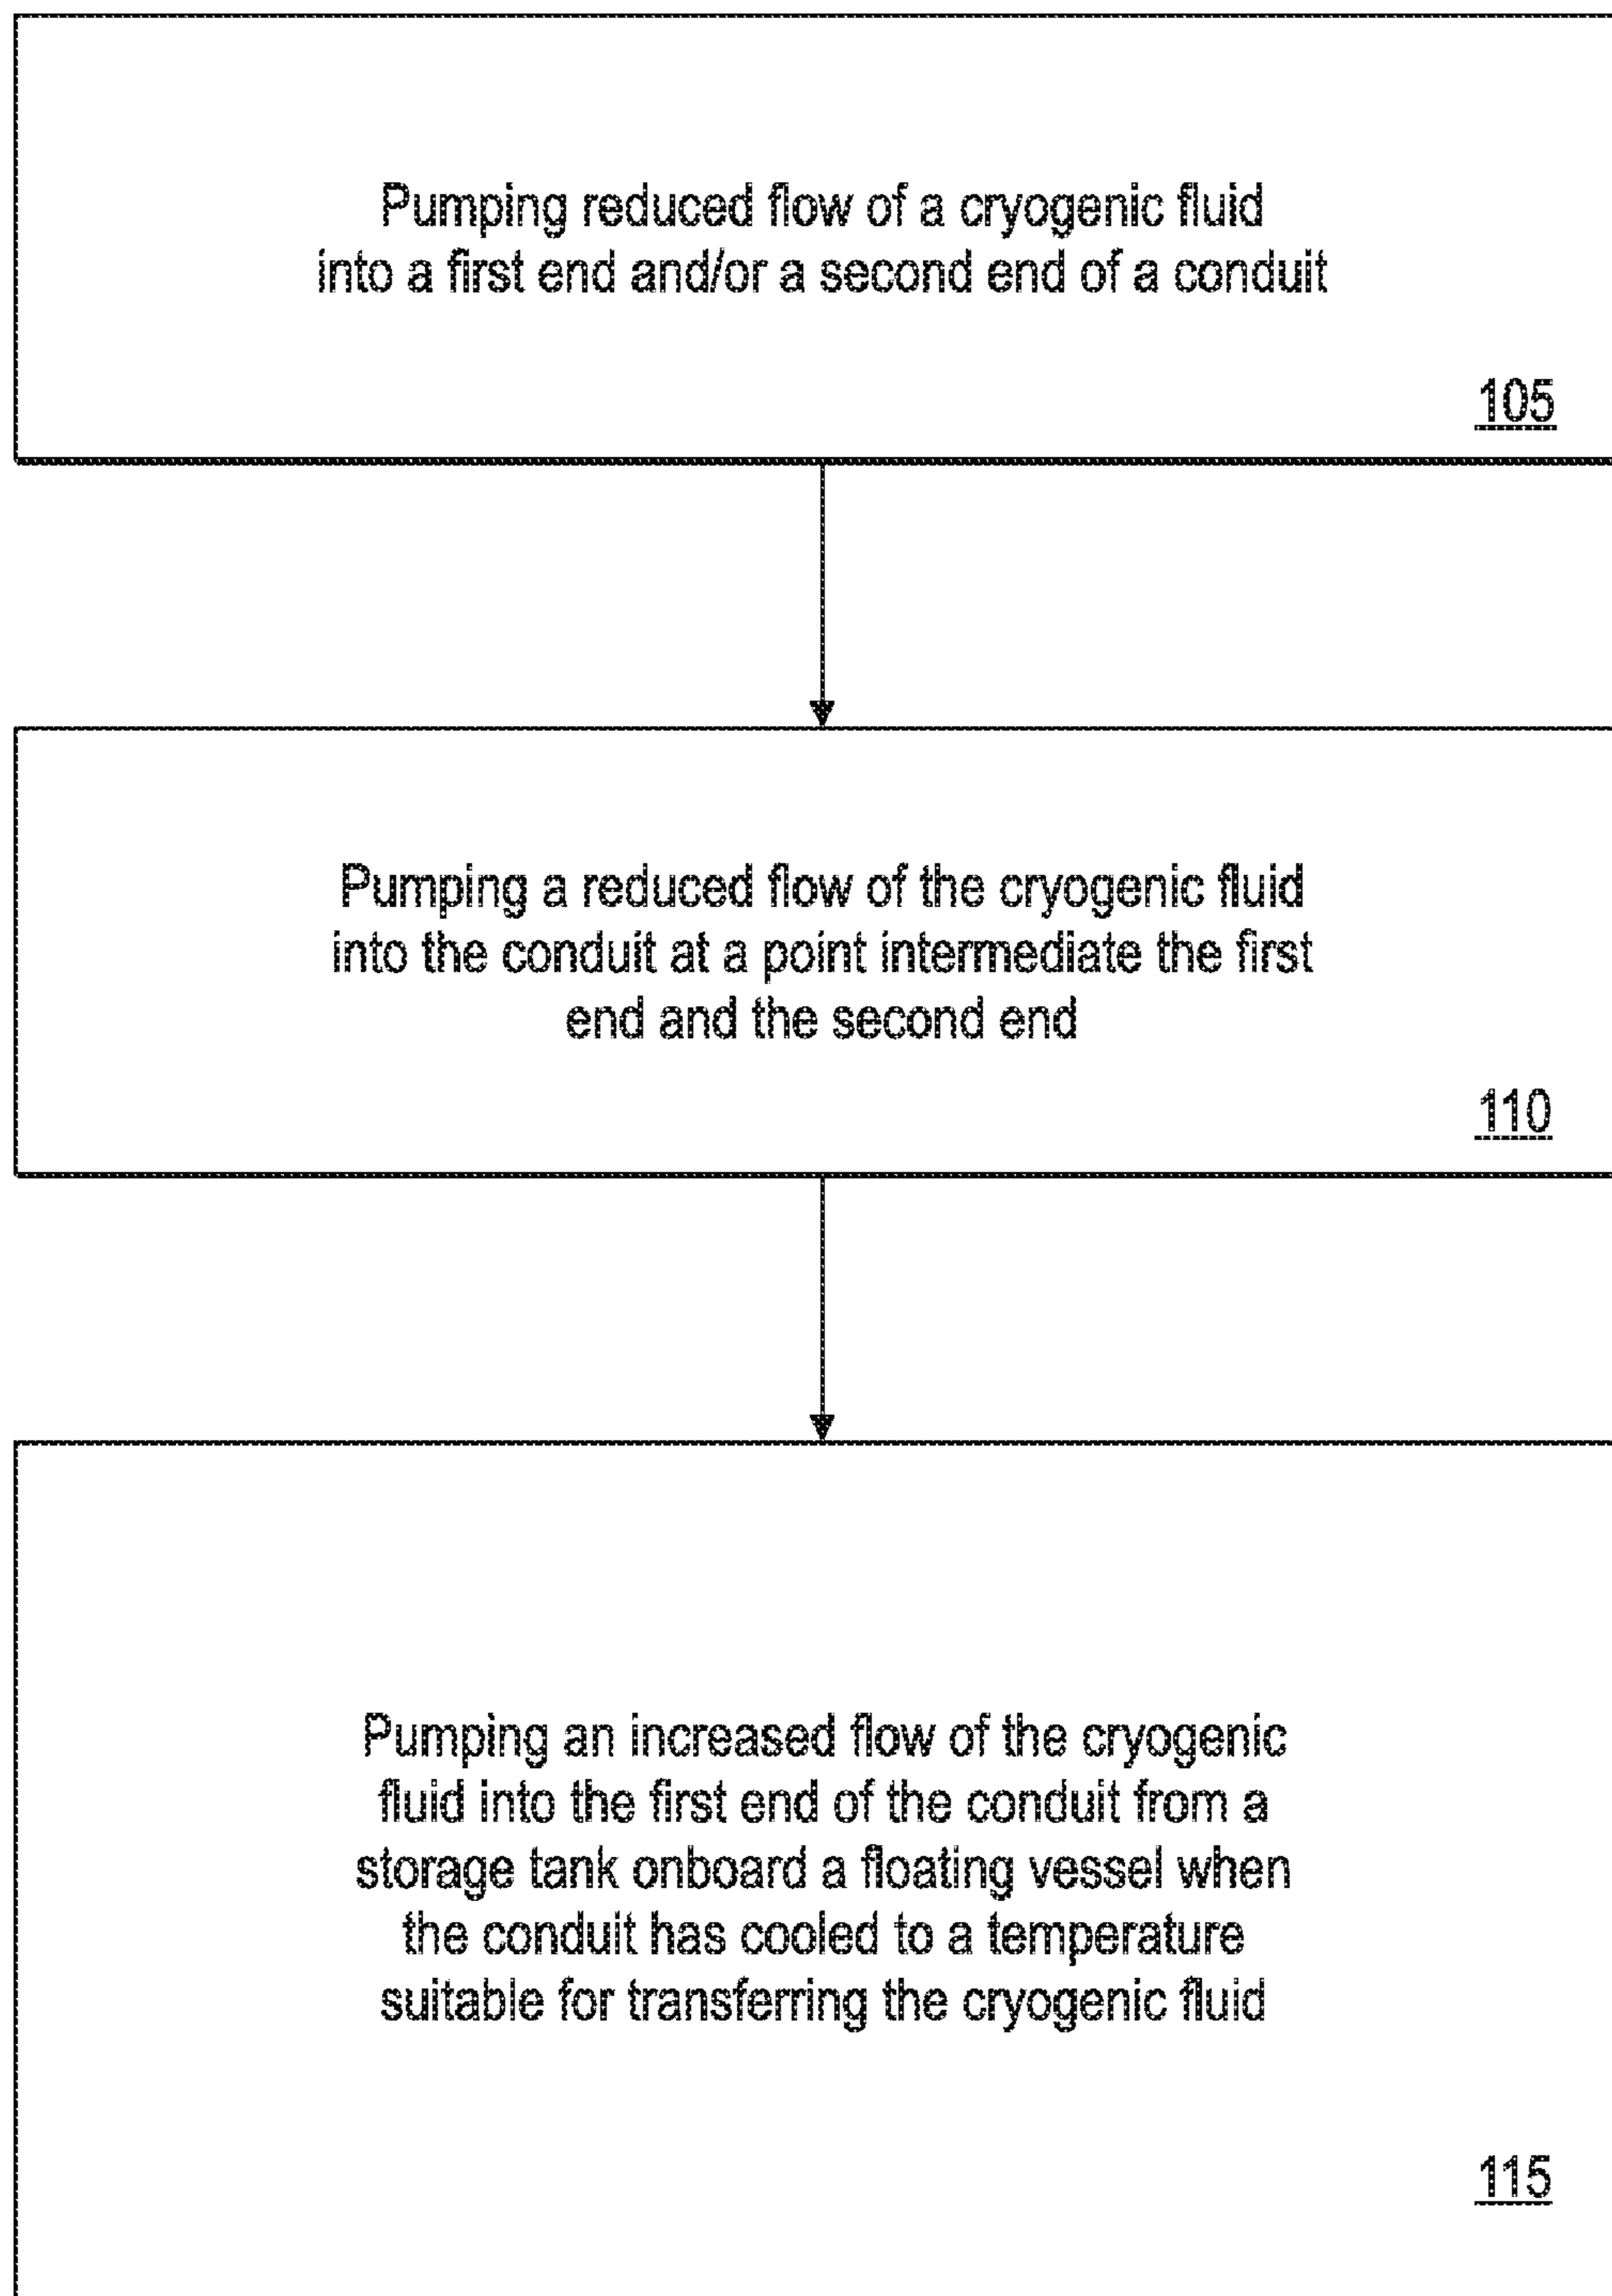 Pumping reduced flow of a cryogenic fluid
into a first end and/or a second end of a conduit
105
Pumping a reduced flow of the cryogenic fluid
into the conduit at a point intermediate the first
end and the second end
110
Pumping an increased flow of the cryogenic
fluid into the first end of the conduit from a
storage tank onboard a floating vessel when
the conduit has cooled to a temperature
suitable for transferring the cryogenic fluid
115